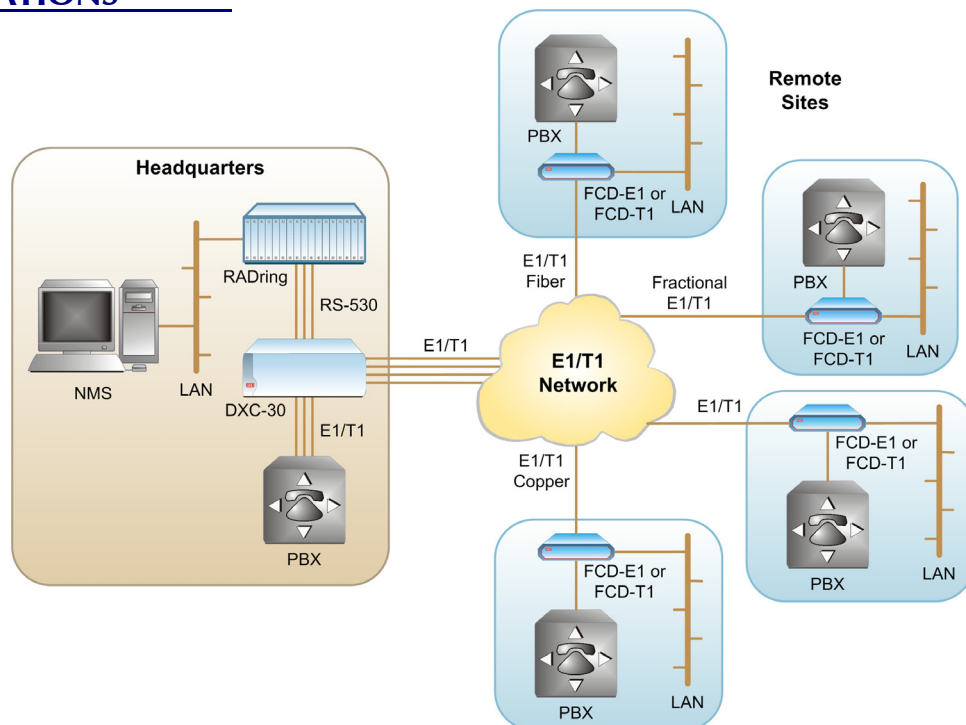 Headquarters
RADring
RS-530
NMS
LAN
DXC-30
E1/T1
PBX
E1/T1
E1/T1
Network
Remote
Sites
PBX
FCD-E1 or
FCD-T1
LAN
E1/T1
Fiber
Fractional
E1/T1
PBX
FCD-E1 or
FCD-T1
LAN
E1/T1
FCD-E1 or
FCD-T1
PBX
LAN
E1/T1
Copper
FCD-E1 or
FCD-T1
PBX
LAN